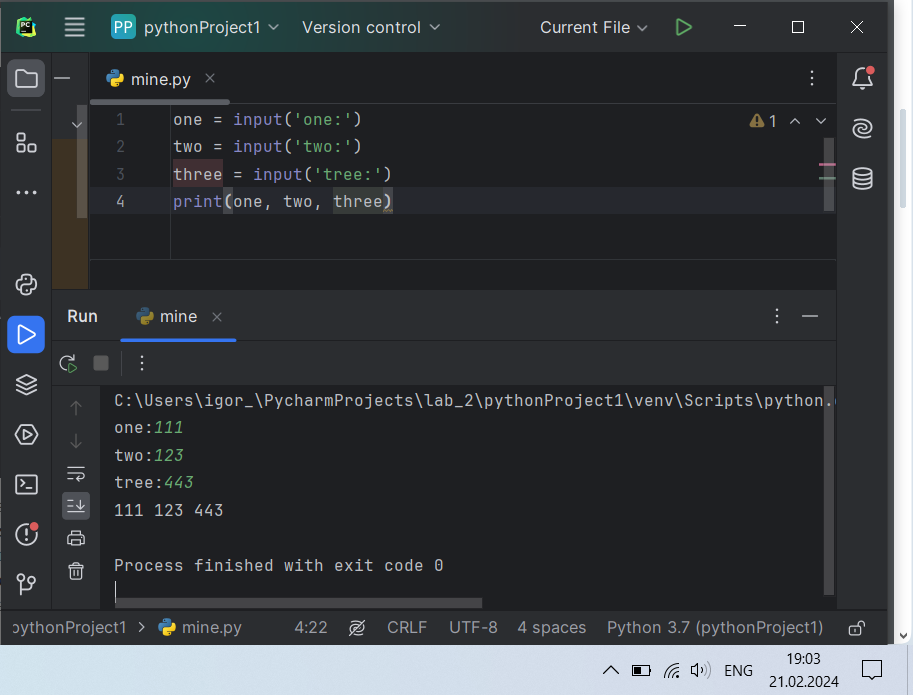 PP pythonProject1 Version control Current File
mine.py
1 one = input('one:')
2 two = input('two:')
3 three = input('tree:')
4 print(one, two, three)
1
Run mine
C:\Users\igor_\PycharmProjects\lab_2\pythonProject1\venv\Scripts\python.
one:111
two:123
tree:443
111 123 443
Process finished with exit code 0
pythonProject1 > mine.py 4:22 CRLF UTF-8 4 spaces Python 3.7 (pythonProject1)
ENG
19:03
21.02.2024